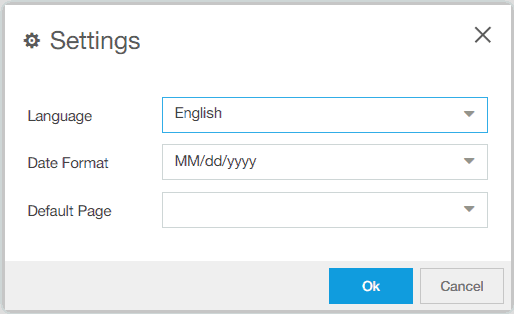 Settings
Language English
Date Format MM/dd/yyyy
Default Page
Ok Cancel